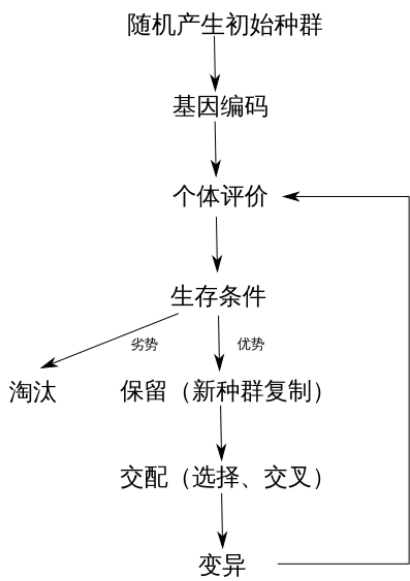 随机产生初始种群
基因编码
个体评价
生存条件
劣势
优势
淘汰
保留（新种群复制）
交配（选择、交叉）
变异